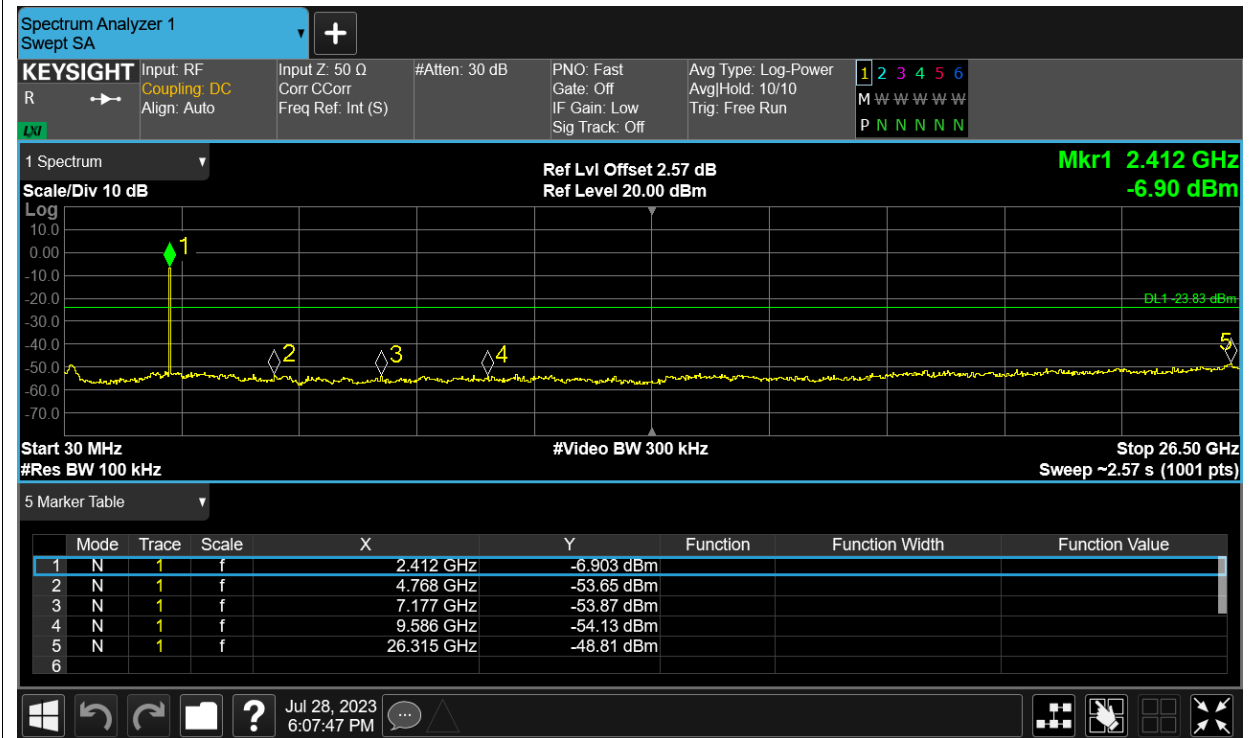 Spectrum Analyzer 1
Swept SA
+
KEYSIGHT
R
LXI
Input: RF
Coupling: DC
Align: Auto
Input Z: 50 Ω
Corr CCorr
Freq Ref: Int (S)
#Atten: 30 dB
PNO: Fast
Gate: Off
IF Gain: Low
Sig Track: Off
Avg Type: Log-Power
Avg|Hold: 10/10
Trig: Free Run
1 2 3 4 5 6
M W W W W W
P N N N N N
1 Spectrum
Scale/Div 10 dB
Ref Lvl Offset 2.57 dB
Ref Level 20.00 dBm
Mkr1 2.412 GHz
-6.90 dBm
Log
10.0
0.00
-10.0
-20.0
-30.0
-40.0
-50.0
-60.0
-70.0
1
DL1 -23.83 dBm
2
3
4
5
Start 30 MHz
#Res BW 100 kHz
#Video BW 300 kHz
Stop 26.50 GHz
Sweep ~2.57 s (1001 pts)
5 Marker Table
Mode Trace Scale X Y Function Function Width Function Value
1 N 1 f 2.412 GHz -6.903 dBm
2 N 1 f 4.768 GHz -53.65 dBm
3 N 1 f 7.177 GHz -53.87 dBm
4 N 1 f 9.586 GHz -54.13 dBm
5 N 1 f 26.315 GHz -48.81 dBm
6
?
Jul 28, 2023
6:07:47 PM